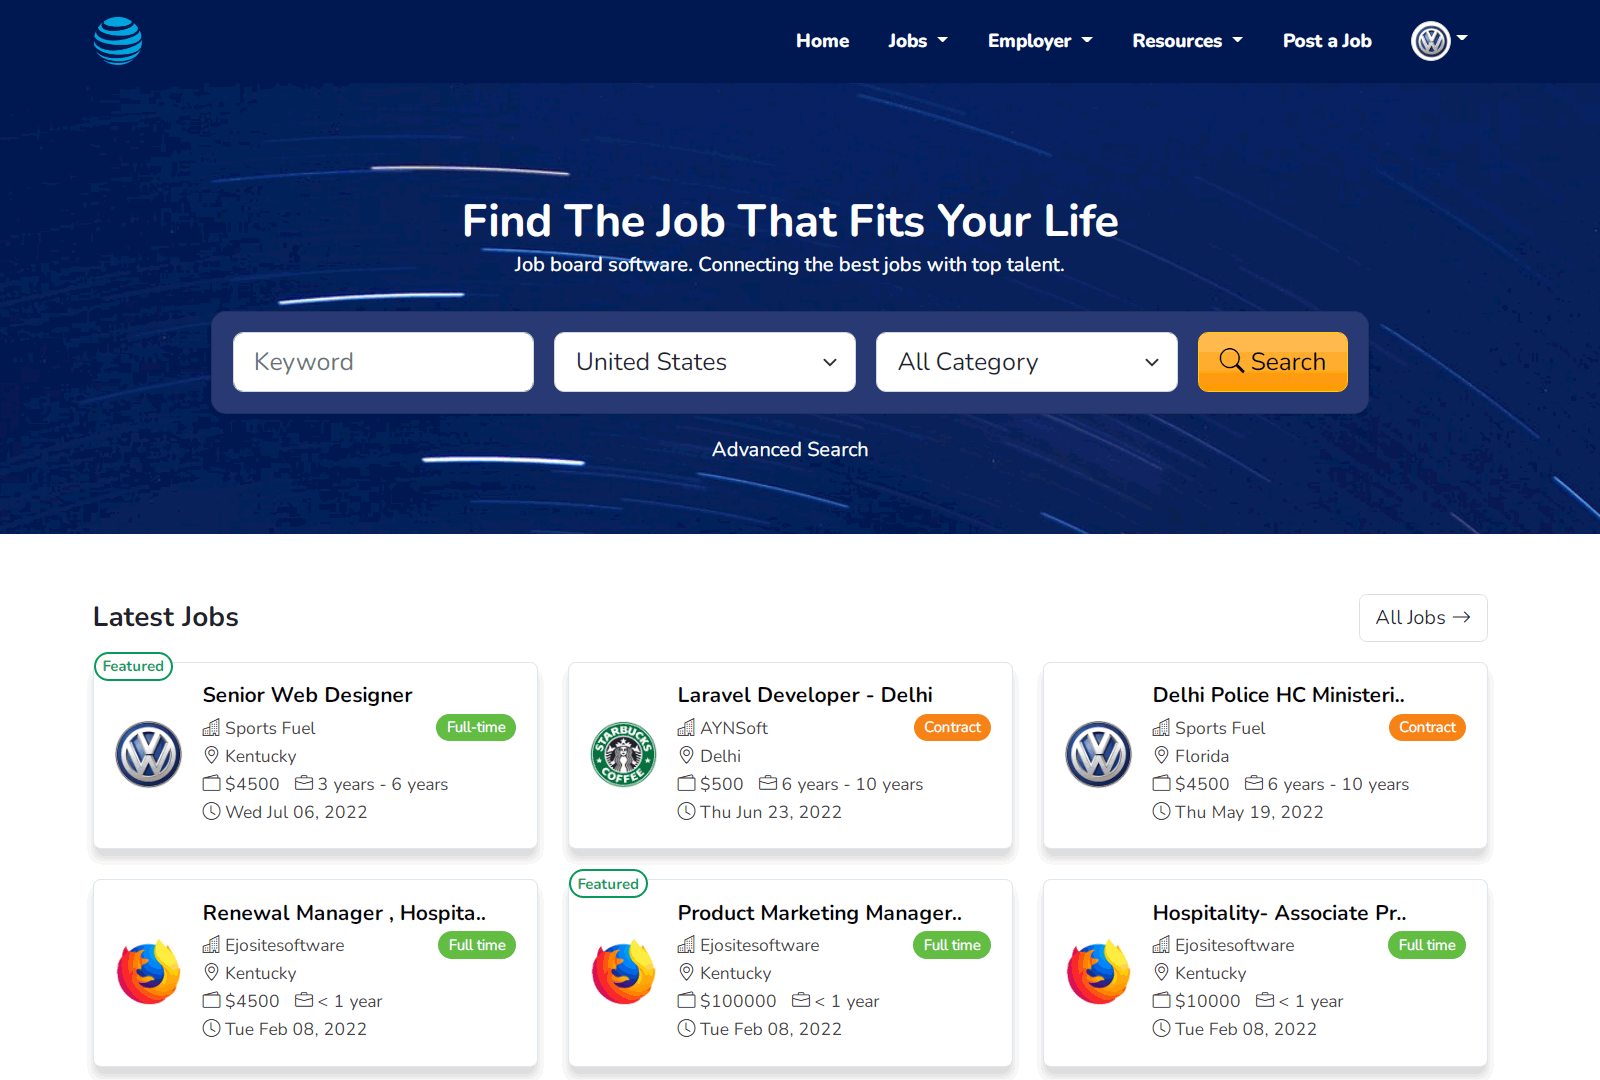 Home Jobs Employer Resources Post a Job
Find The Job That Fits Your Life
Job board software. Connecting the best jobs with top talent.
Keyword United States All Category Search
Advanced Search
Latest Jobs All Jobs
Featured
Senior Web Designer
Sports Fuel Full-time
Kentucky
$4500 3 years - 6 years
Wed Jul 06, 2022
Laravel Developer - Delhi
STARBUCKS
COFFEE
AYNSoft Contract
Delhi
$500 6 years - 10 years
Thu Jun 23, 2022
Delhi Police HC Ministeri..
Sports Fuel Contract
Florida
$4500 6 years - 10 years
Thu May 19, 2022
Renewal Manager , Hospita..
Ejositesoftware Full time
Kentucky
$4500 < 1 year
Tue Feb 08, 2022
Featured
Product Marketing Manager..
Ejositesoftware Full time
Kentucky
$100000 < 1 year
Tue Feb 08, 2022
Hospitality- Associate Pr..
Ejositesoftware Full time
Kentucky
$10000 < 1 year
Tue Feb 08, 2022